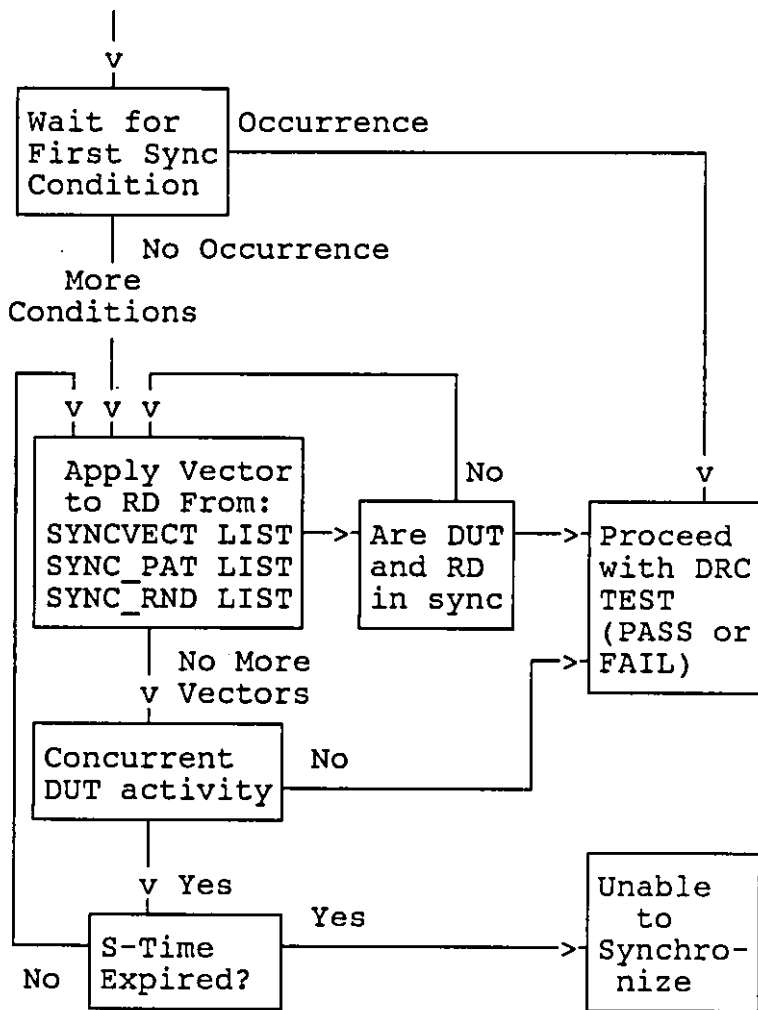 v
Wait for
First Sync
Condition
Occurrence
No Occurrence
More
Conditions
v v v
Apply Vector
to RD From:
SYNCVECT LIST
SYNC_PAT LIST
SYNC_RND LIST
>
No
Are DUT
and RD
in sync
>
v
Proceed
with DRC
TEST
(PASS or
FAIL)
No More
v Vectors
>
Concurrent
DUT activity
No
v Yes
S-Time
Expired?
No
Yes
>
Unable
to
Synchro-
nize